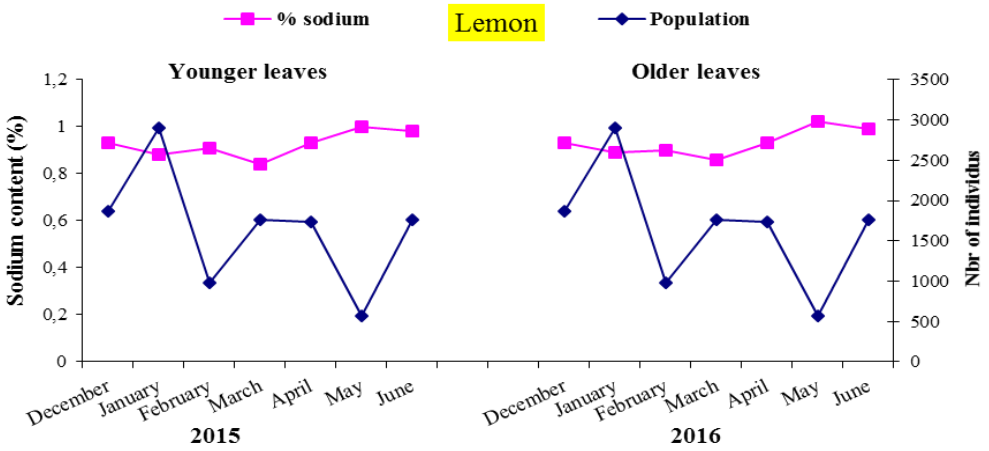 % sodium
Lemon
Population
Younger leaves
Older leaves
Sodium content (%)
1,2
1
0,8
0,6
0,4
0,2
0
3500
3000
2500
2000
1500
1000
500
0
Nbr of individus
December
January
February
March
April
May
June
December
January
February
March
April
May
June
2015
2016